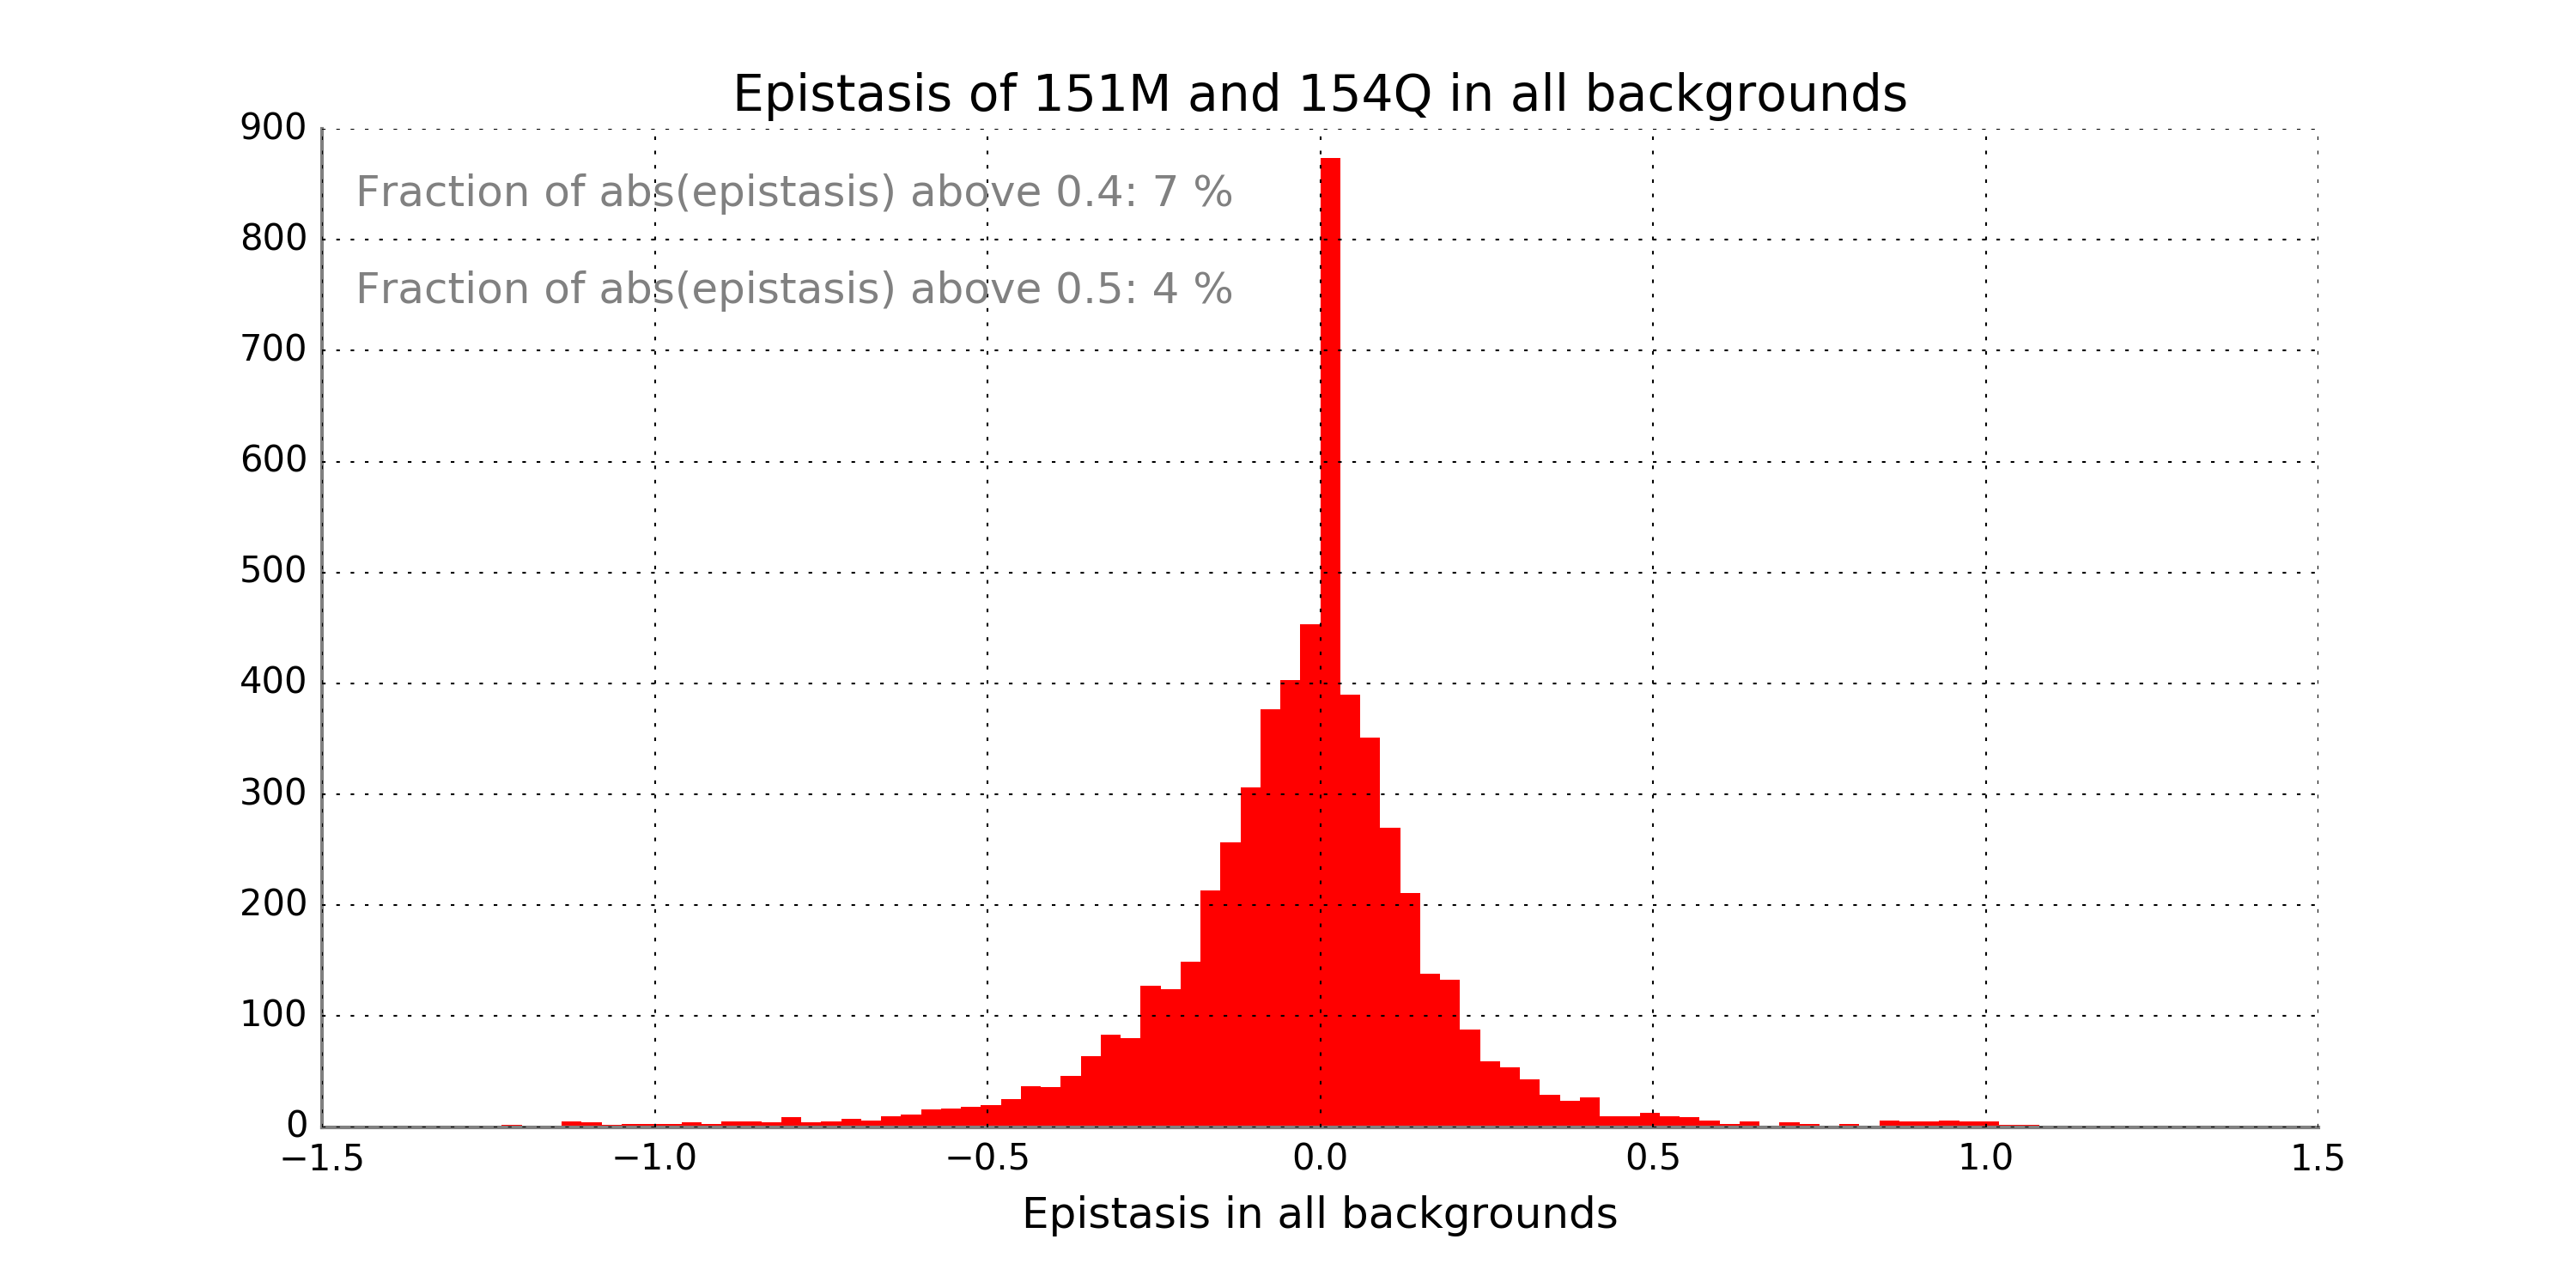 Epistasis of 151M and 154Q in all backgrounds
900
Fraction of abs(epistasis) above 0.4: 7 %
800
Fraction of abs(epistasis) above 0.5: 4 %
700
600
500
400
300
200
100
0
−1.5 −1.0 −0.5 0.0 0.5 1.0 1.5
Epistasis in all backgrounds